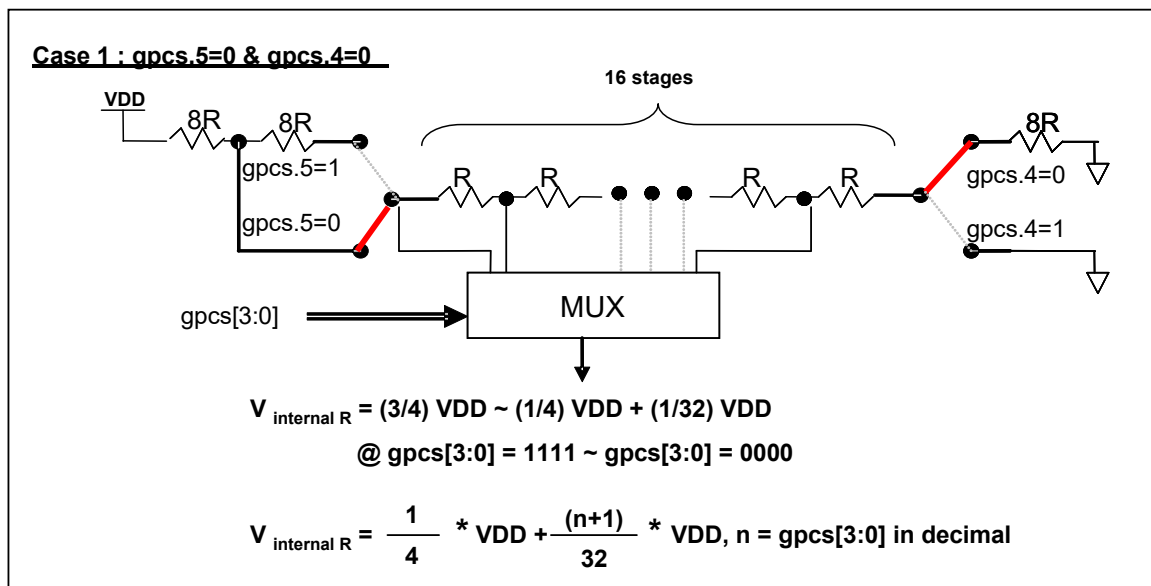 Case 1 : gpcs.5=0 & gpcs.4=0
16 stages
VDD
8R 8R 8R
gpcs.5=1
gpcs.4=0
R R R R
gpcs.5=0
gpcs.4=1
gpcs[3:0]
MUX
V internal R = (3/4) VDD ~ (1/4) VDD + (1/32) VDD
@ gpcs[3:0] = 1111 ~ gpcs[3:0] = 0000
V internal R = 1/4 * VDD + (n+1)/32 * VDD, n = gpcs[3:0] in decimal